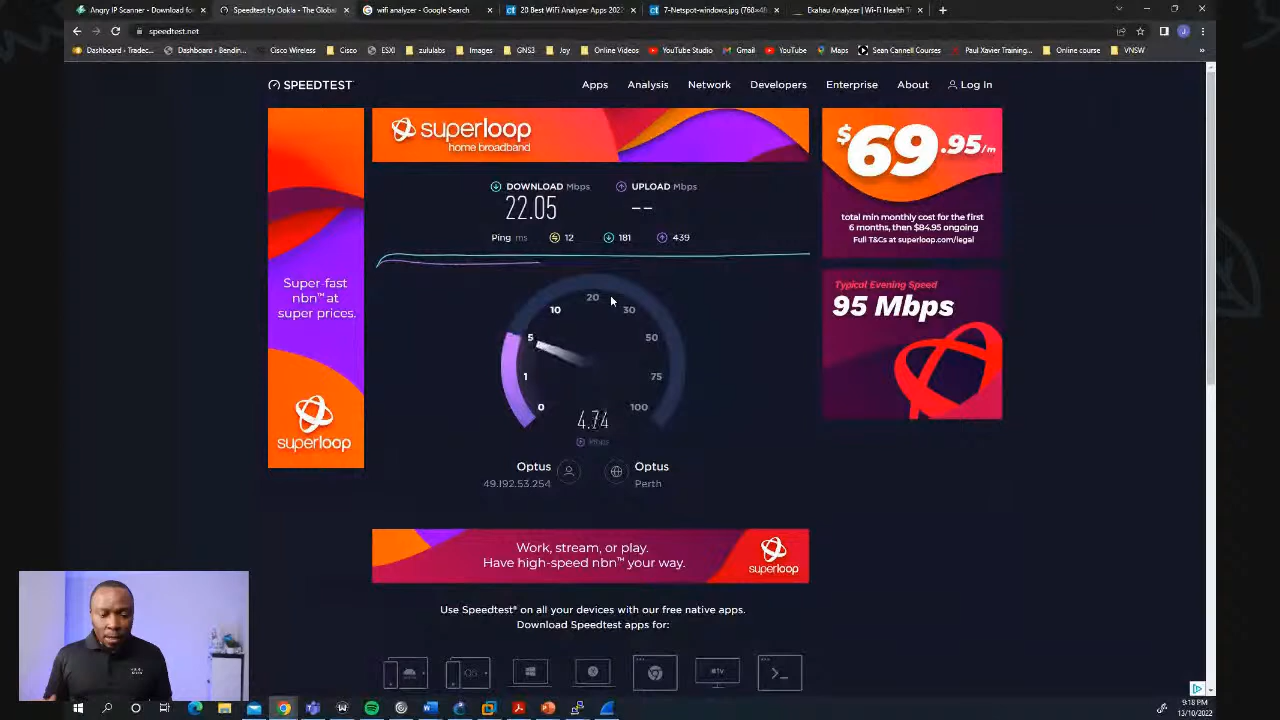 Angry IP Scanner - Download fo
Speedtest by Ookla - The Global
wifi analyzer - Google Search
20 Best WiFi Analyzer Apps 2022
7-Netspot-windows.jpg (760×48
Ekahau Analyzer | Wi-Fi Health T
speedtest.net
Dashboard - Tradec...
Dashboard - Bendin...
Cisco Wireless
Cisco
ESX0
zululabs
Images
GNS3
Joy
Online Videos
YouTube Studio
Gmail
YouTube
Maps
Sean Cannell Courses
Paul Xavier Training...
Online course
VNSW
»
SPEEDTEST
Apps
Analysis
Network
Developers
Enterprise
About
Log In
superloop
home broadband
DOWNLOAD Mbps
22.05
UPLOAD Mbps
--
Ping ms
12
181
439
0
1
5
10
20
30
50
75
100
4.74
Mbps
Optus
49.192.53.254
Optus
Perth
Super-fast
nbn™ at
super prices.
superloop
$69.95/m
total min monthly cost for the first
6 months, then $84.95 ongoing
Full T&Cs at superloop.com/legal
Typical Evening Speed
95 Mbps
Work, stream, or play.
Have high-speed nbn™ your way.
superloop
Use Speedtest® on all your devices with our free native apps.
Download Speedtest apps for:
9:18 PM
13/10/2022